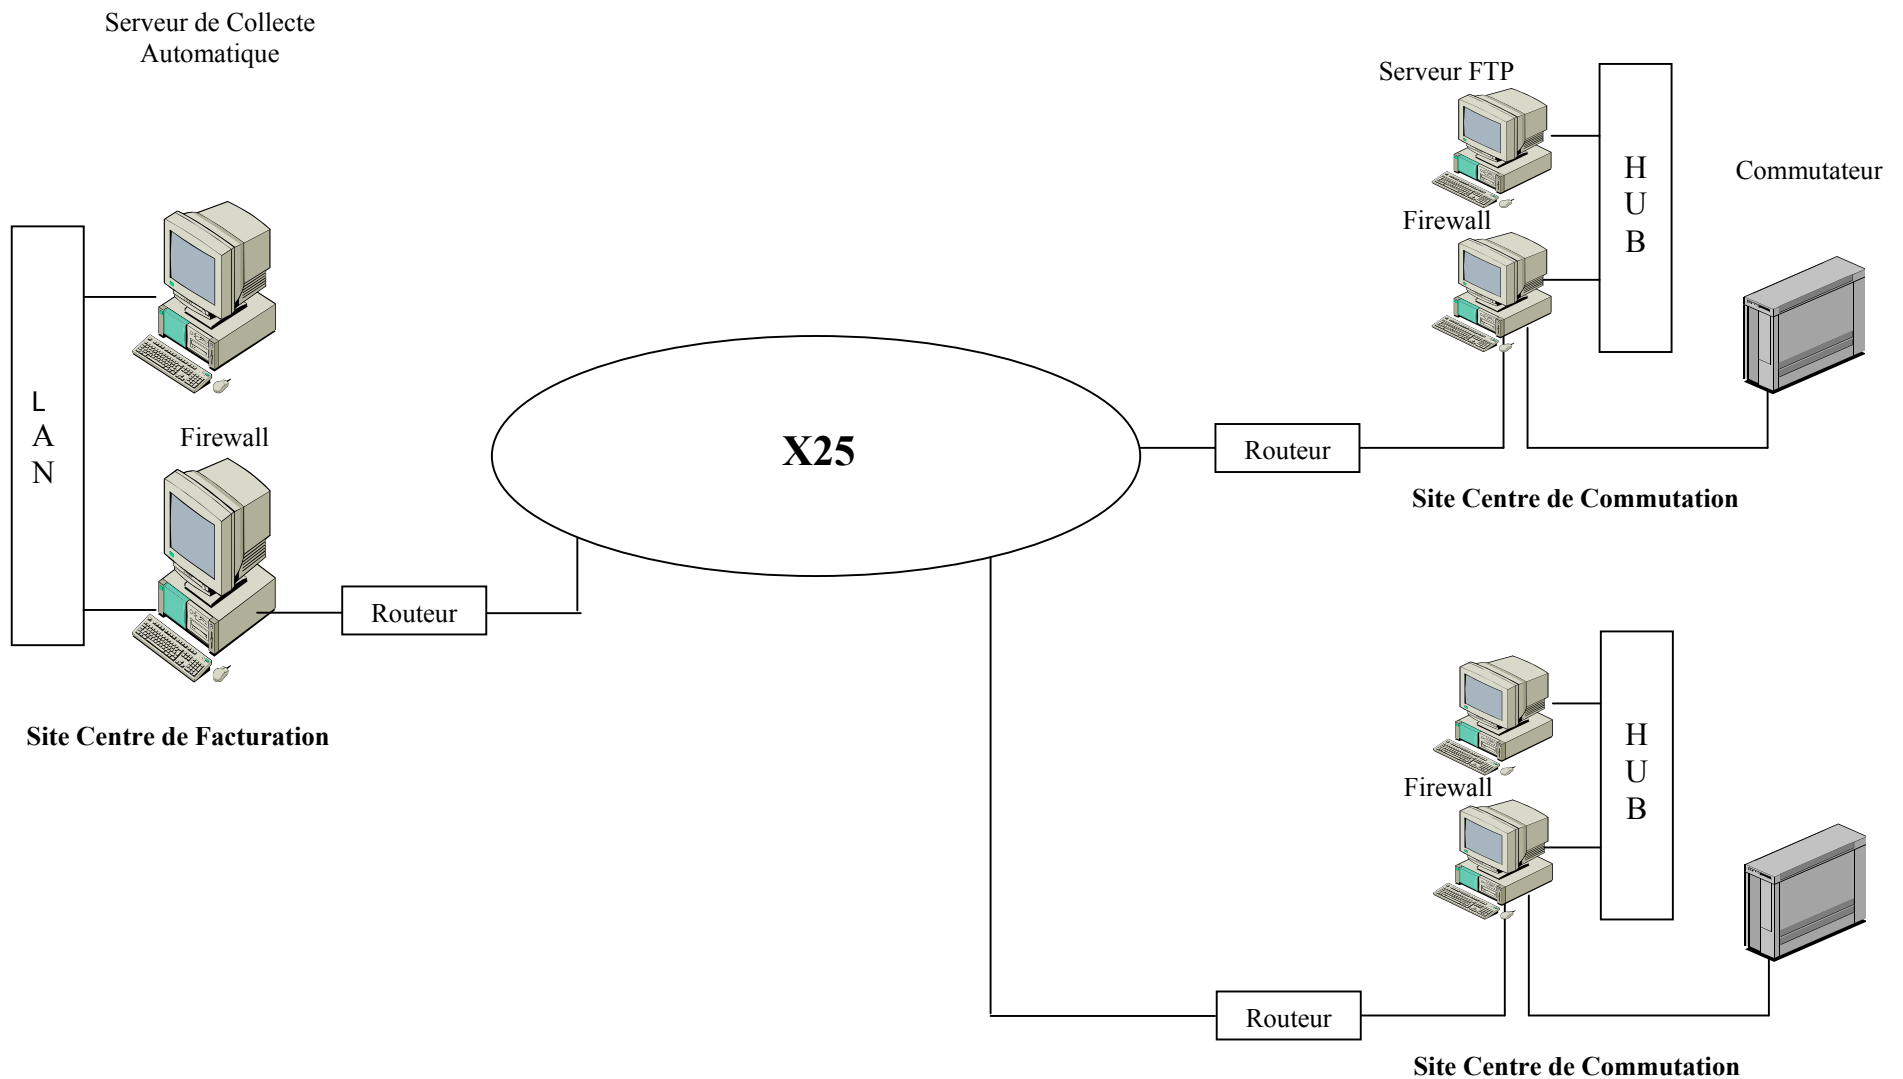 Serveur de Collecte
Automatique
Serveur FTP
H
U
B
Commutateur
Firewall
L
A
N
Firewall
X25
Routeur
Site Centre de Commutation
Routeur
Site Centre de Facturation
H
U
B
Firewall
Routeur
Site Centre de Commutation